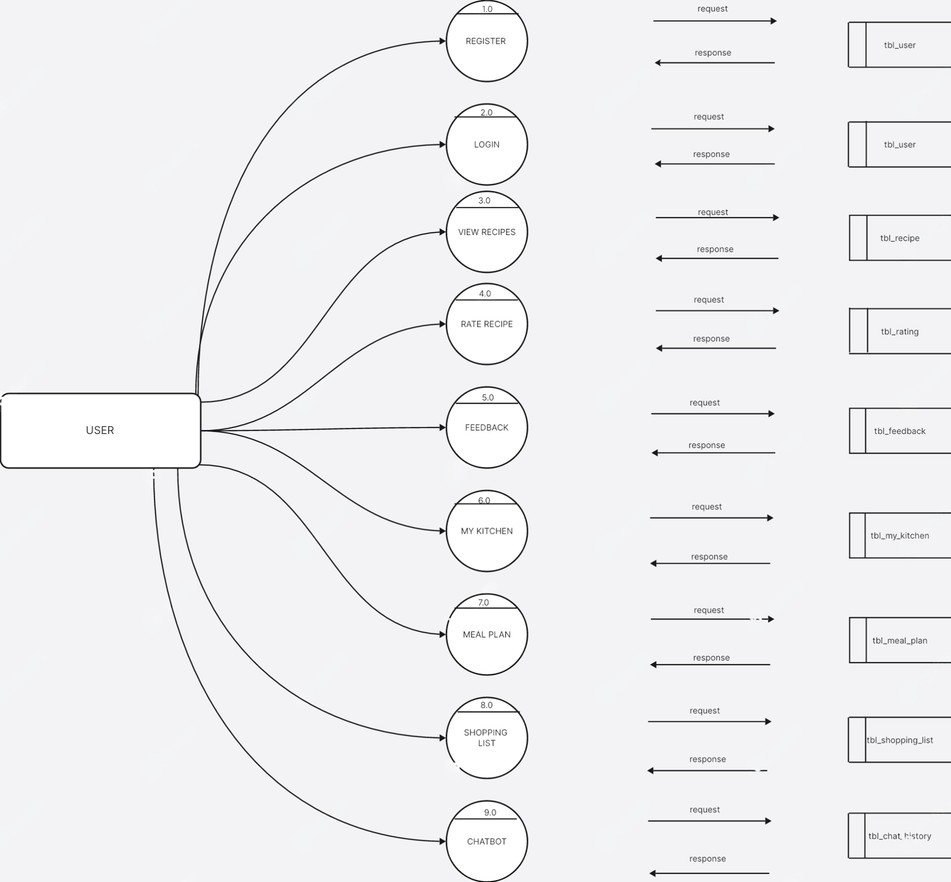 1.0
REGISTER
request
response
tbl_user
2.0
LOGIN
request
response
tbl_user
3.0
VIEW RECIPES
request
response
tbl_recipe
4.0
RATE RECIPE
request
response
tbl_rating
USER
5.0
FEEDBACK
request
response
tbl_feedback
6.0
MY KITCHEN
request
response
tbl_my_kitchen
7.0
MEAL PLAN
request
response
tbl_meal_plan
8.0
SHOPPING
LIST
request
response
tbl_shopping_list
9.0
CHATBOT
request
response
tbl_chat_history